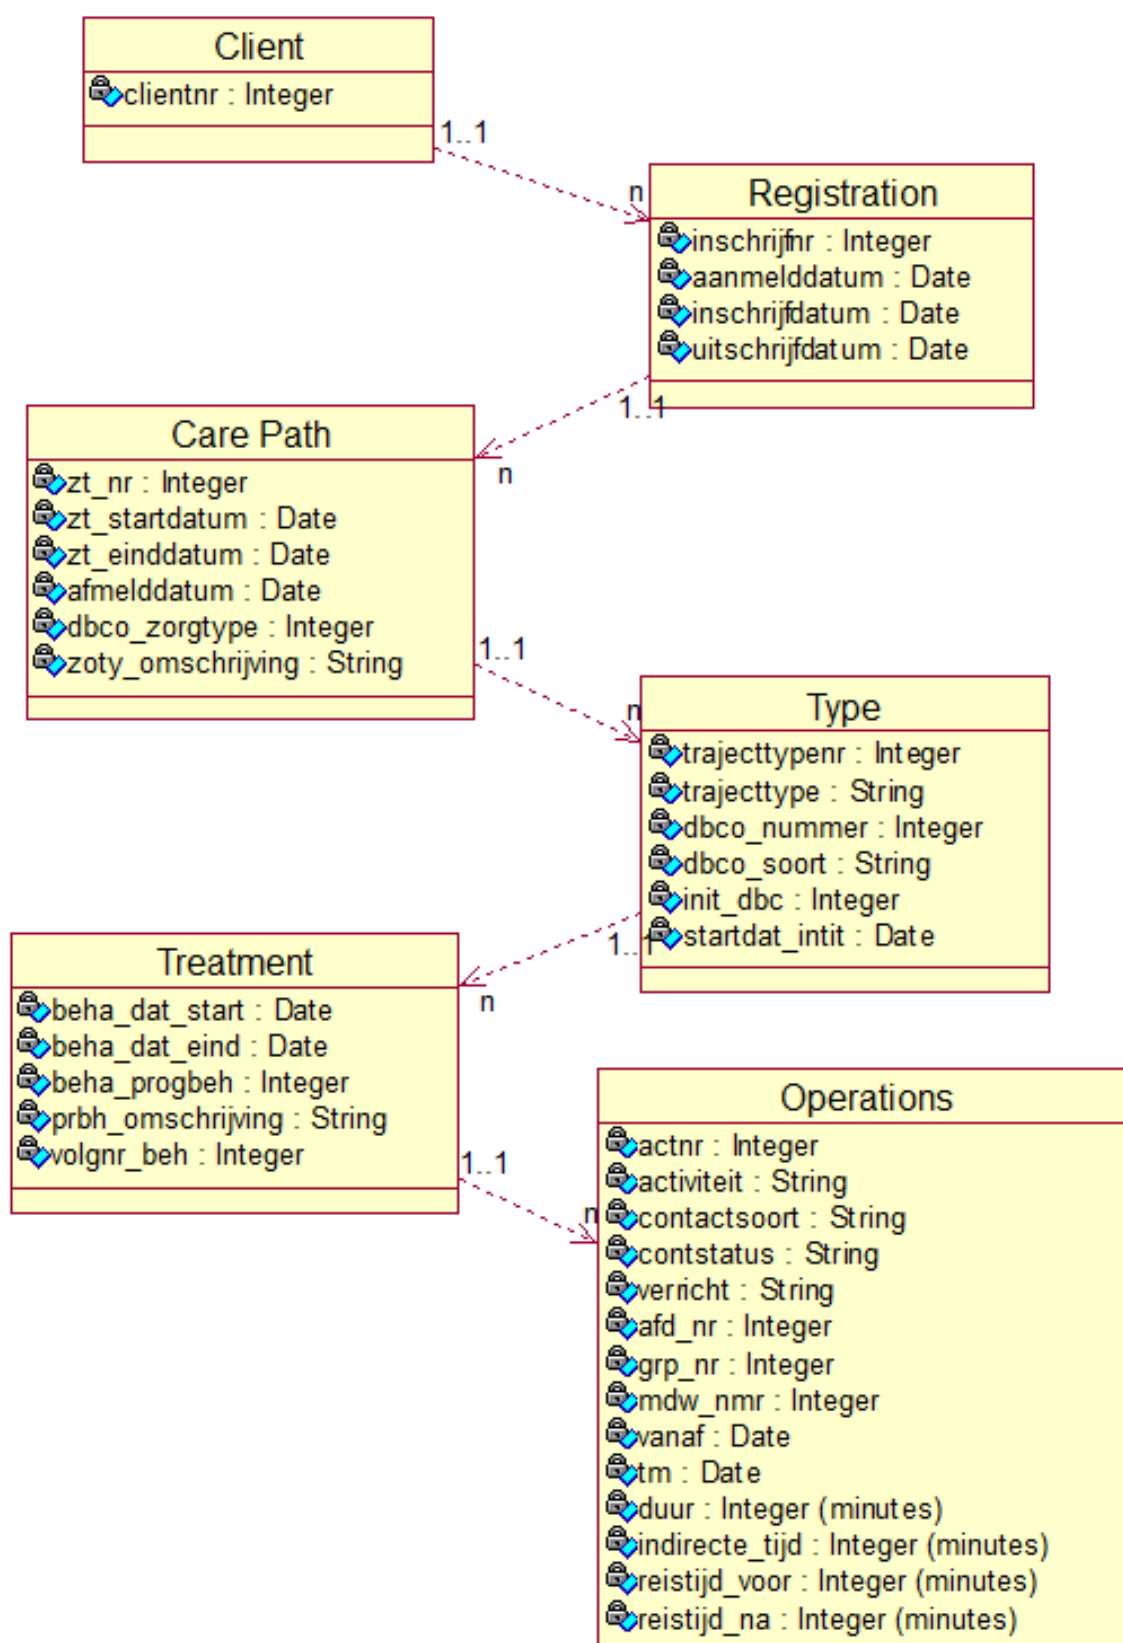 Client
clientnr : Integer
1..1
n
Registration
inschrijfnr : Integer
aanmelddatum : Date
inschrijfdatum : Date
uitschrijfdatum : Date
1..1
n
Care Path
zt_nr : Integer
zt_startdatum : Date
zt_einddatum : Date
afmelddatum : Date
dbco_zorgtype : Integer
zoty_omschrijving : String
1..1
n
Type
trajecttypenr : Integer
trajecttype : String
dbco_nummer : Integer
dbco_soort : String
init_dbc : Integer
startdat_intit : Date
1..1
n
Treatment
beha_dat_start : Date
beha_dat_eind : Date
beha_progbeh : Integer
prbh_omschrijving : String
volgnr_beh : Integer
1..1
n
Operations
actnr : Integer
activiteit : String
contactsoort : String
contstatus : String
verricht : String
afd_nr : Integer
grp_nr : Integer
mdw_nmr : Integer
vanaf : Date
tm : Date
duur : Integer (minutes)
indirecte_tijd : Integer (minutes)
reistijd_voor : Integer (minutes)
reistijd_na : Integer (minutes)